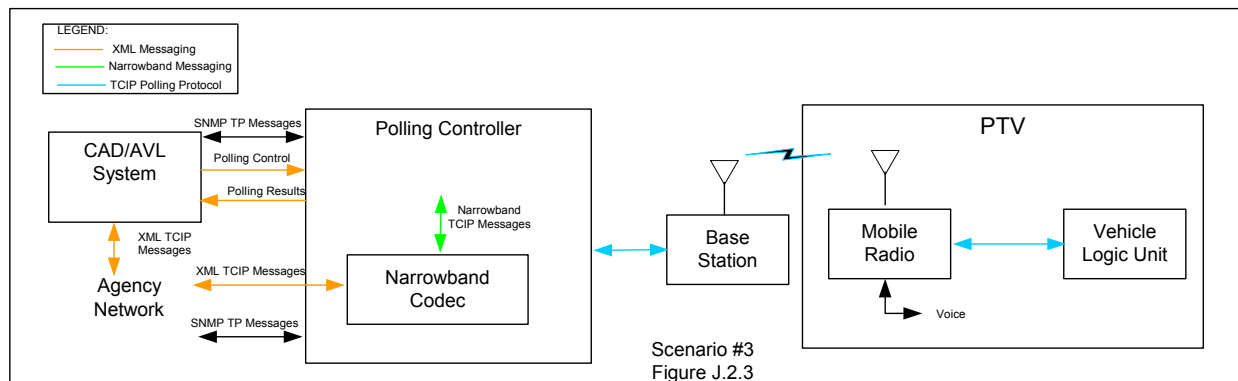 LEGEND:
XML Messaging
Narrowband Messaging
TCIP Polling Protocol
SNMP TP Messages
CAD/AVL
System
Polling Control
Polling Results
XML TCIP
Messages
Agency
Network
XML TCIP Messages
SNMP TP Messages
Polling Controller
Narrowband
TCIP Messages
Narrowband
Codec
Base
Station
PTV
Mobile
Radio
Vehicle
Logic Unit
Voice
Scenario #3
Figure J.2.3